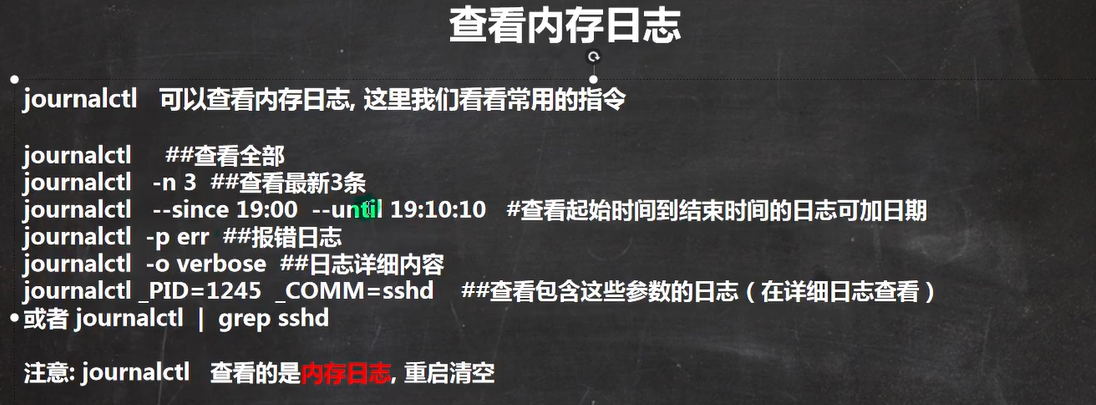 查看内存日志
journalctl 可以查看内存日志, 这里我们看看常用的指令
journalctl ##查看全部
journalctl -n 3 ##查看最新3条
journalctl --since 19:00 --until 19:10:10 #查看起始时间到结束时间的日志可加日期
journalctl -p err ##报错日志
journalctl -o verbose ##日志详细内容
journalctl _PID=1245 _COMM=sshd ##查看包含这些参数的日志（在详细日志查看）
或者 journalctl | grep sshd
注意: journalctl 查看的是内存日志, 重启清空